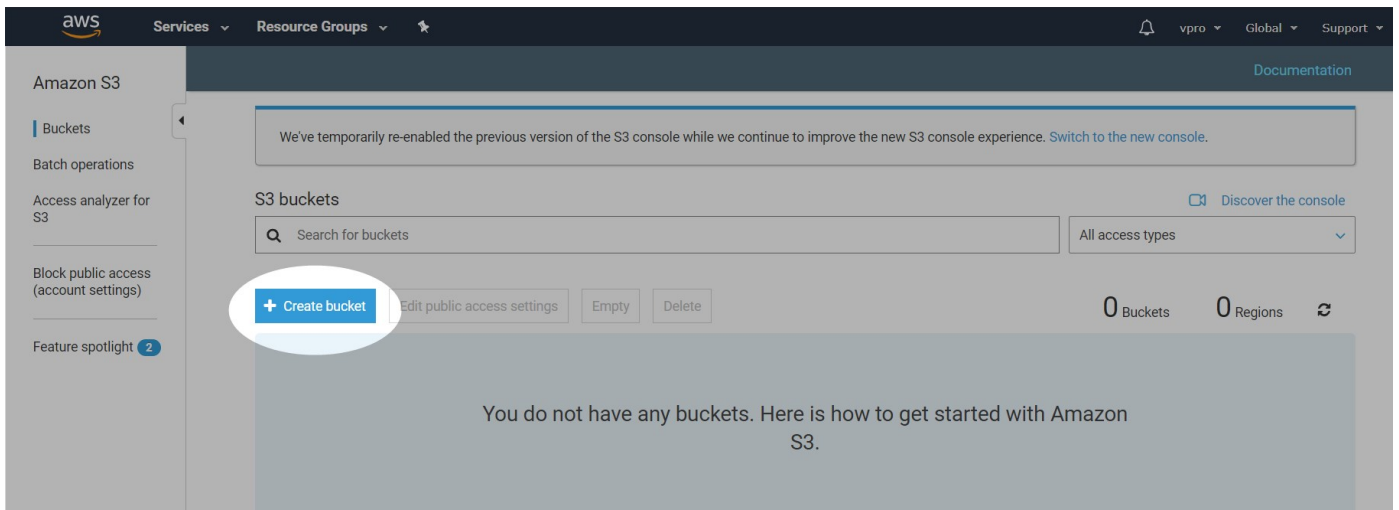 aws Services Resource Groups vpro Global Support
Amazon S3
Documentation
Buckets
Batch operations
Access analyzer for
S3
Block public access
(account settings)
Feature spotlight 2
We've temporarily re-enabled the previous version of the S3 console while we continue to improve the new S3 console experience. Switch to the new console.
S3 buckets
Discover the console
Search for buckets
All access types
+ Create bucket
Edit public access settings
Empty
Delete
0 Buckets
0 Regions
You do not have any buckets. Here is how to get started with Amazon
S3.